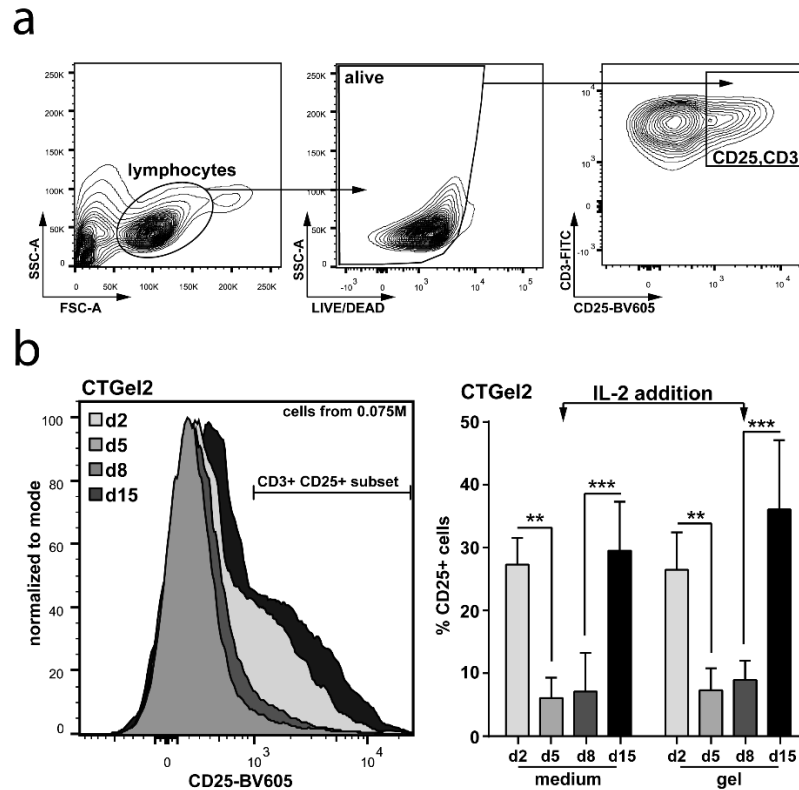 a
250K
200K
150K
100K
50K
0
SSC-A
0
50K
100K
150K
200K
250K
FSC-A
lymphocytes
250K
200K
150K
100K
50K
0
SSC-A
-10³
0
10³
10⁴
10⁵
LIVE/DEAD
alive
10⁴
10³
0
-10³
CD3-FITC
0
10³
10⁴
CD25-BV605
CD25,CD3
b
CTGel2
cells from 0.075M
d2
d5
d8
d15
CD3+ CD25+ subset
100
80
60
40
20
0
normalized to mode
0
10³
10⁴
CD25-BV605
CTGel2
IL-2 addition
50
40
30
20
10
0
% CD25+ cells
**
***
**
***
d2 d5 d8 d15 d2 d5 d8 d15
medium gel